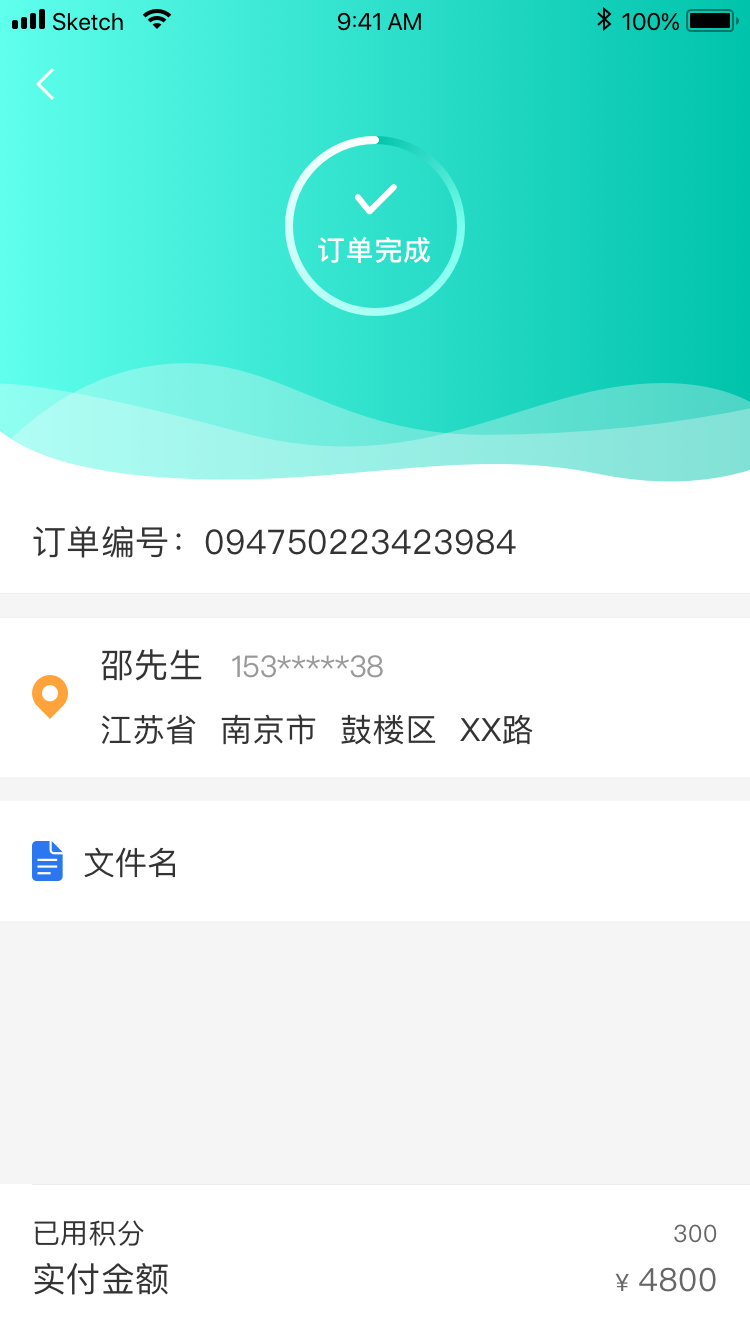 Sketch 9:41 AM 100%
订单完成
订单编号：094750223423984
邵先生 153*****38
江苏省 南京市 鼓楼区 XX路
文件名
已用积分 300
实付金额 ¥ 4800